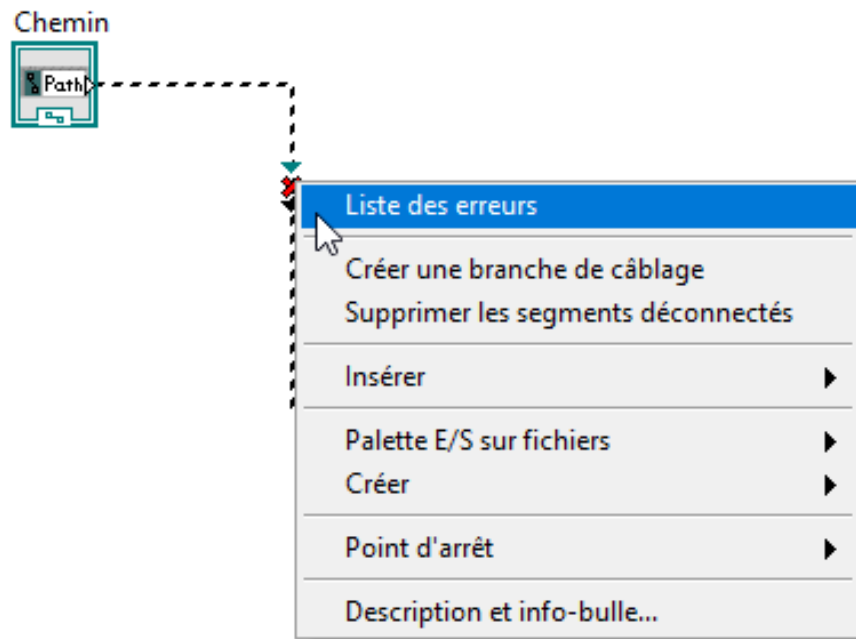 Chemin
Path
Liste des erreurs
Créer une branche de câblage
Supprimer les segments déconnectés
Insérer
Palette E/S sur fichiers
Créer
Point d'arrêt
Description et info-bulle...